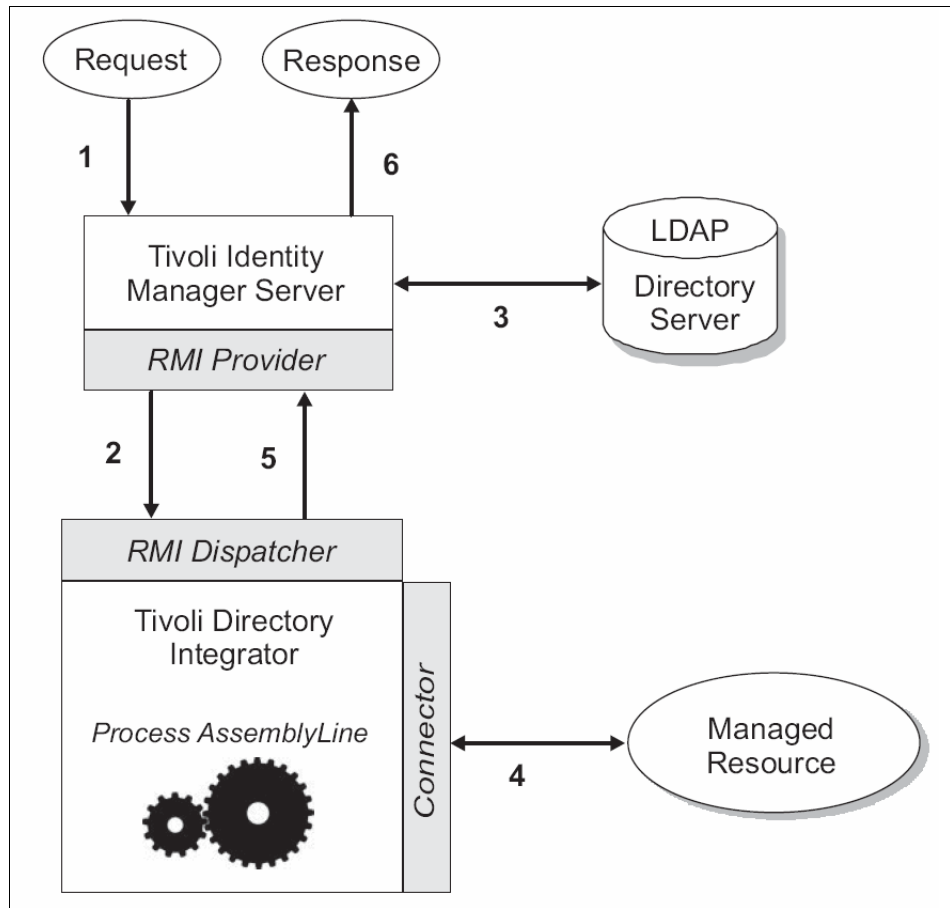 Request
Response
1
6
Tivoli Identity
Manager Server
LDAP
Directory
Server
3
RMI Provider
2
5
RMI Dispatcher
Tivoli Directory
Integrator
Process AssemblyLine
Connector
4
Managed
Resource